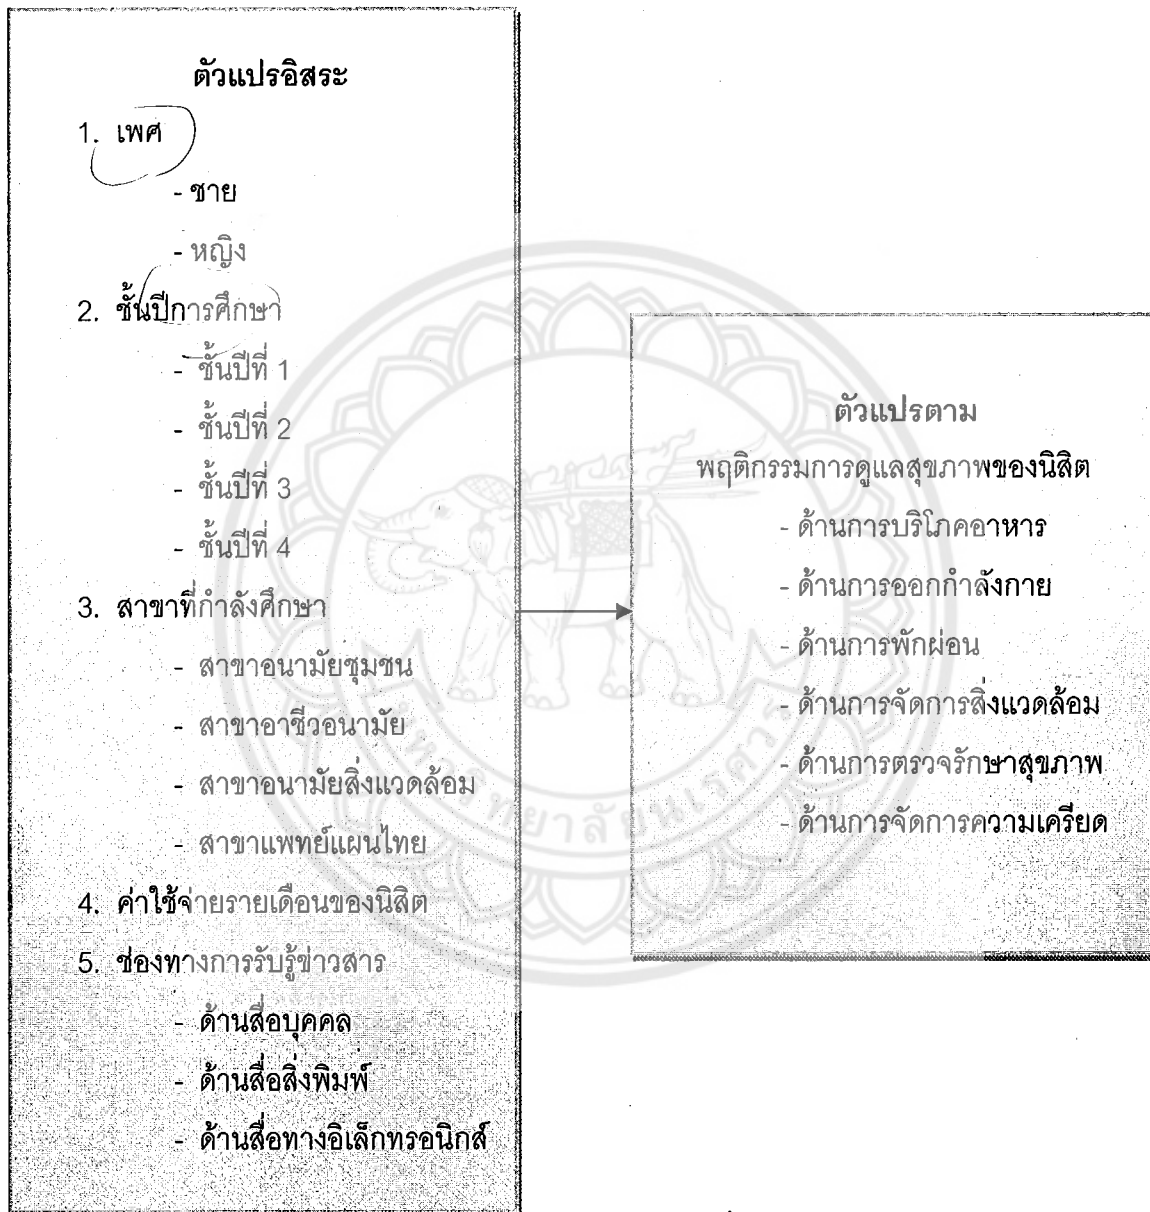 ตัวแปรอิสระ
1. เพศ
- ชาย
- หญิง
2. ชั้นปีการศึกษา
- ชั้นปีที่ 1
- ชั้นปีที่ 2
- ชั้นปีที่ 3
- ชั้นปีที่ 4
3. สาขาที่กำลังศึกษา
- สาขาอนามัยชุมชน
- สาขาอาชีวอนามัย
- สาขาอนามัยสิ่งแวดล้อม
- สาขาแพทย์แผนไทย
4. ค่าใช้จ่ายรายเดือนของนิสิต
5. ช่องทางการรับรู้ข่าวสาร
- ด้านสื่อบุคคล
- ด้านสื่อสิ่งพิมพ์
- ด้านสื่อทางอิเล็กทรอนิกส์
ตัวแปรตาม
พฤติกรรมการดูแลสุขภาพของนิสิต
- ด้านการบริโภคอาหาร
- ด้านการออกกำลังกาย
- ด้านการพักผ่อน
- ด้านการจัดการสิ่งแวดล้อม
- ด้านการตรวจรักษาสุขภาพ
- ด้านการจัดการความเครียด